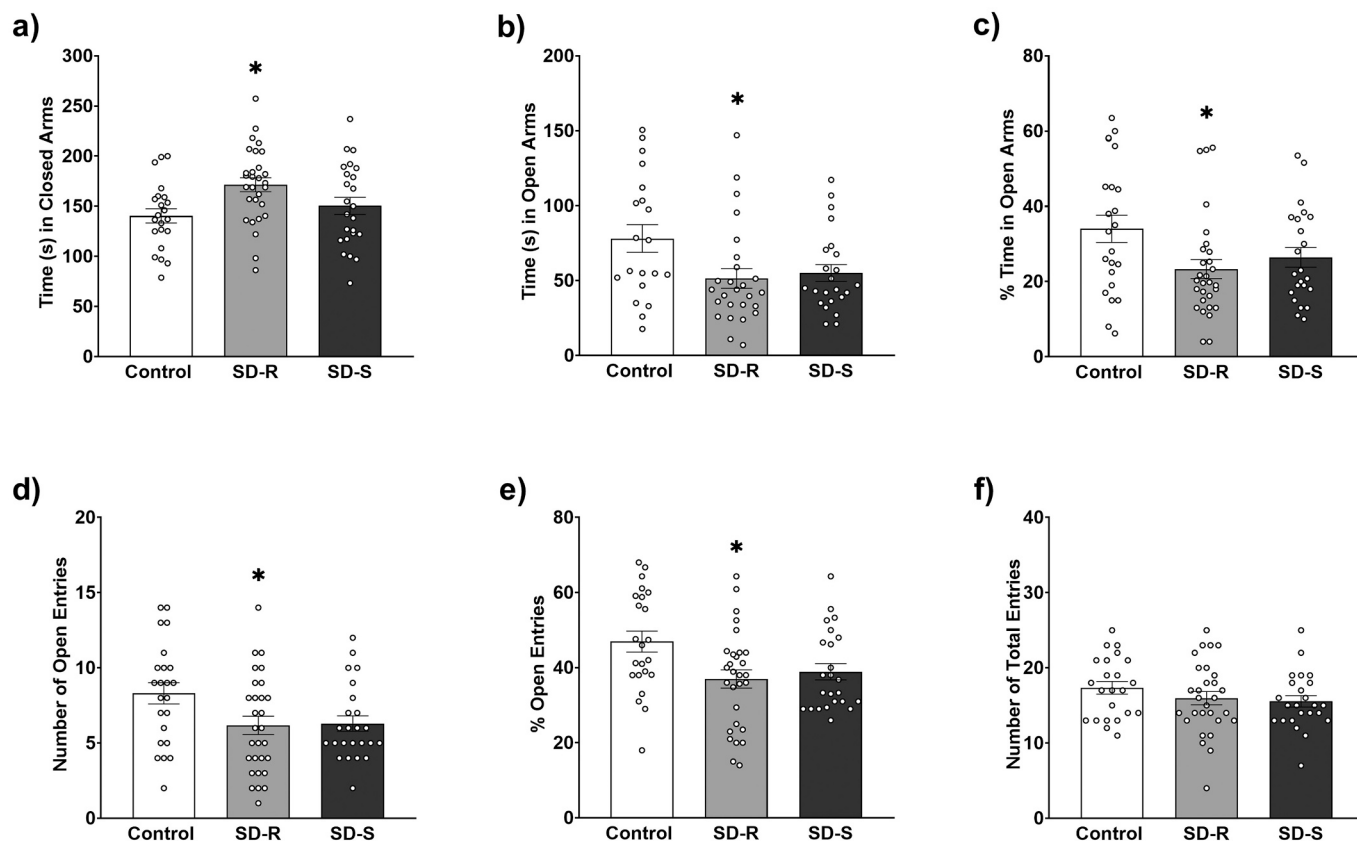 a)
Time (s) in Closed Arms
300
250
200
150
100
50
0
*
Control SD-R SD-S
b)
Time (s) in Open Arms
200
150
100
50
0
*
Control SD-R SD-S
c)
% Time in Open Arms
80
60
40
20
0
*
Control SD-R SD-S
d)
Number of Open Entries
20
15
10
5
0
*
Control SD-R SD-S
e)
% Open Entries
80
60
40
20
0
*
Control SD-R SD-S
f)
Number of Total Entries
40
30
20
10
0
Control SD-R SD-S